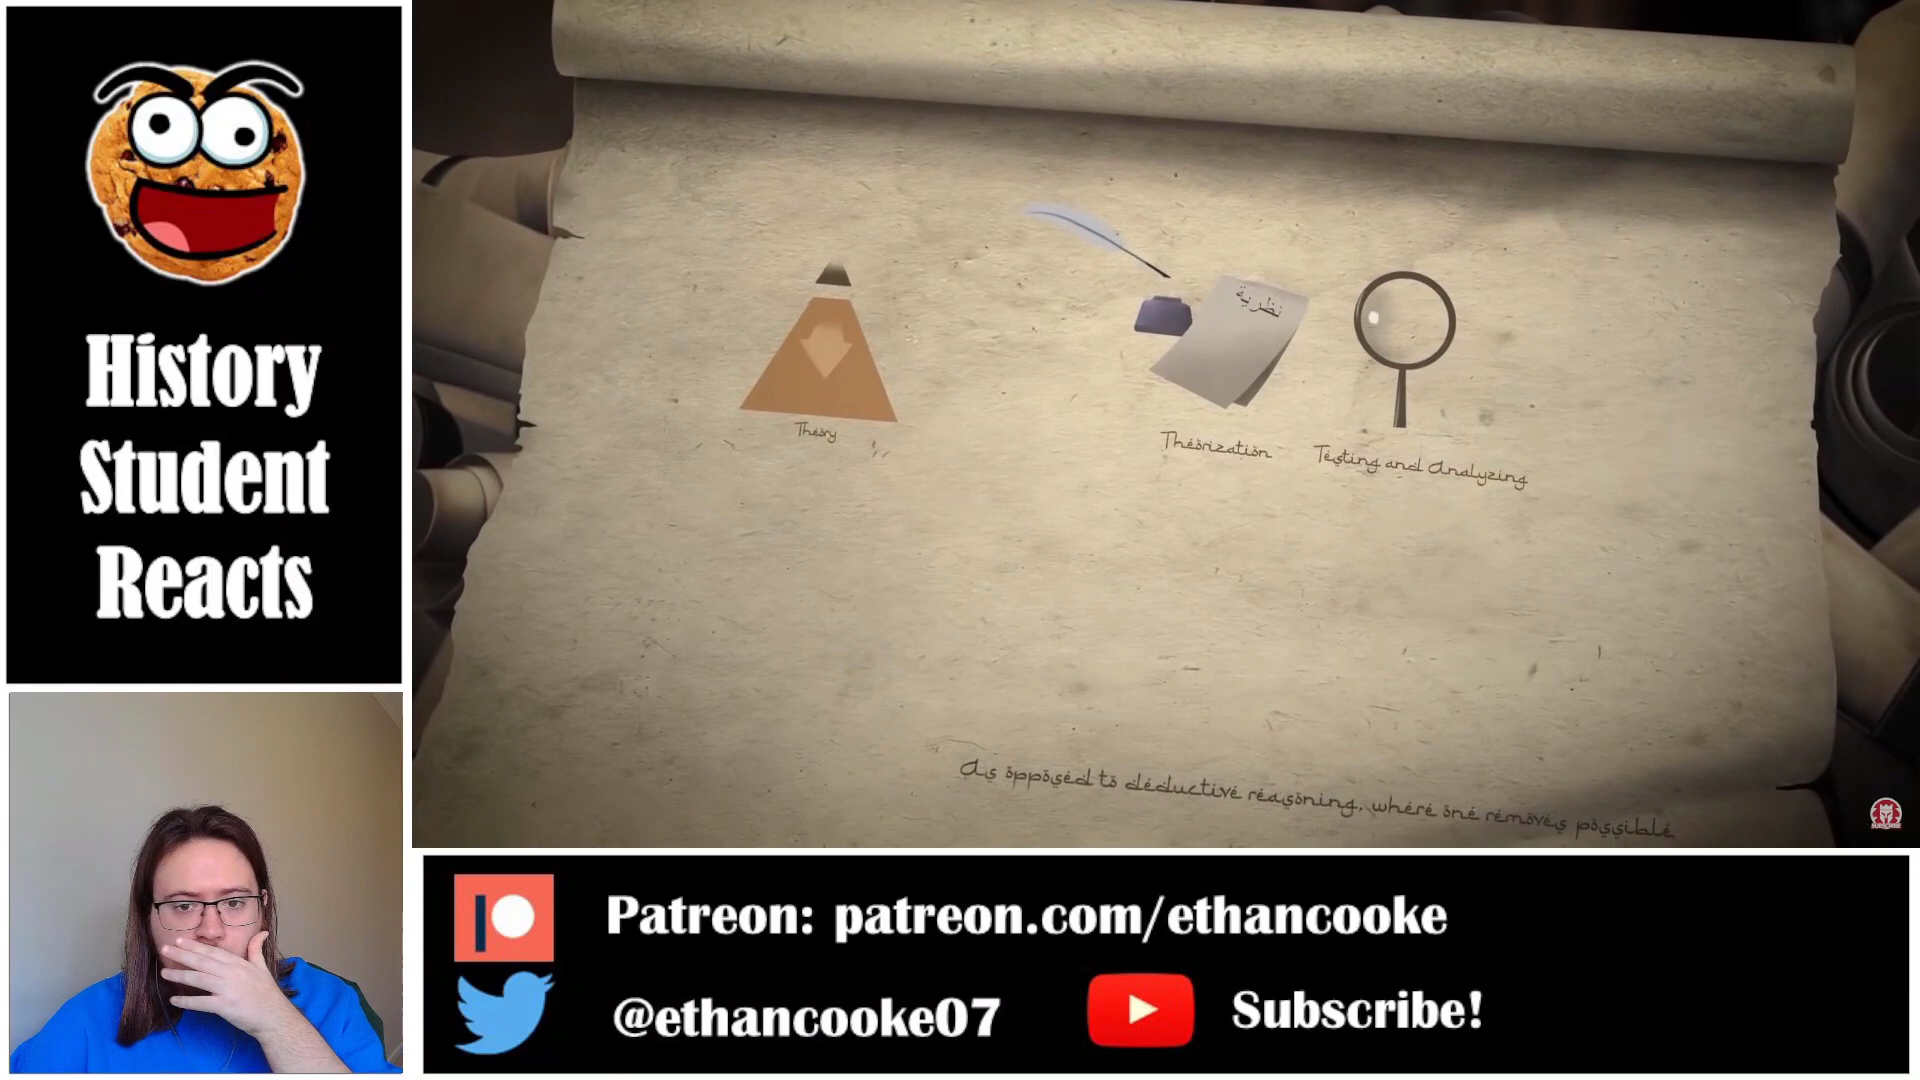 History
Student
Reacts
نظرية
Theory
Theorization
Testing and Analyzing
As opposed to deductive reasoning, where one removes possible
SUBSCRIBE
Patreon: patreon.com/ethancooke
@ethancooke07
Subscribe!